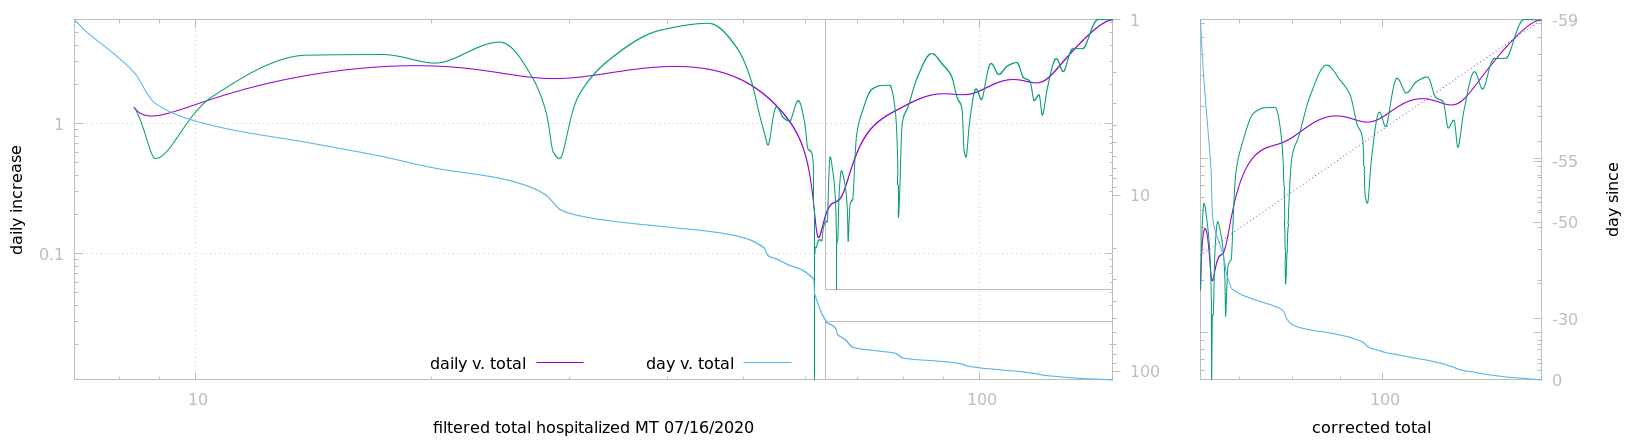 daily increase
1
0.1
daily v. total
day v. total
10
100
filtered total hospitalized MT 07/16/2020
1
10
100
100
corrected total
-59
-55
-50
-30
0
day since